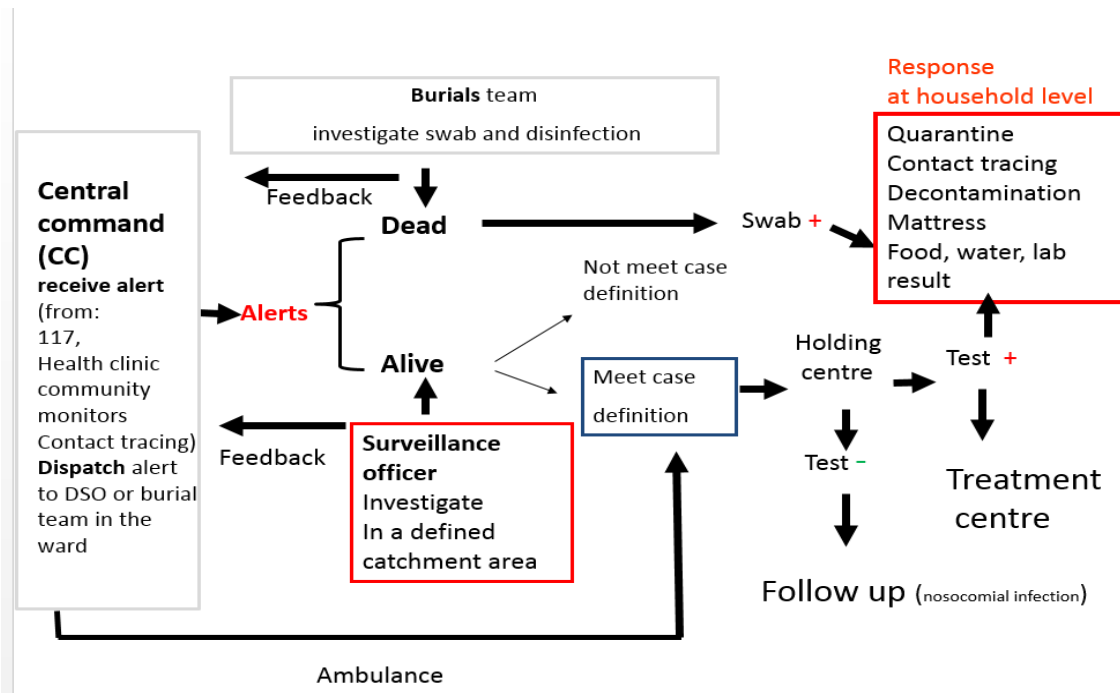 Response
at household level
Burials team
investigate swab and disinfection
Quarantine
Contact tracing
Decontamination
Mattress
Food, water, lab
result
Central
command
(CC)
receive alert
(from:
117,
Health clinic
community
monitors
Contact tracing)
Dispatch alert
to DSO or burial
team in the
ward
Feedback
Dead
Swab +
Alerts
Not meet case
definition
Alive
Meet case
definition
Holding
centre
Test +
Feedback
Surveillance
officer
Investigate
In a defined
catchment area
Test -
Treatment
centre
Follow up (nosocomial infection)
Ambulance